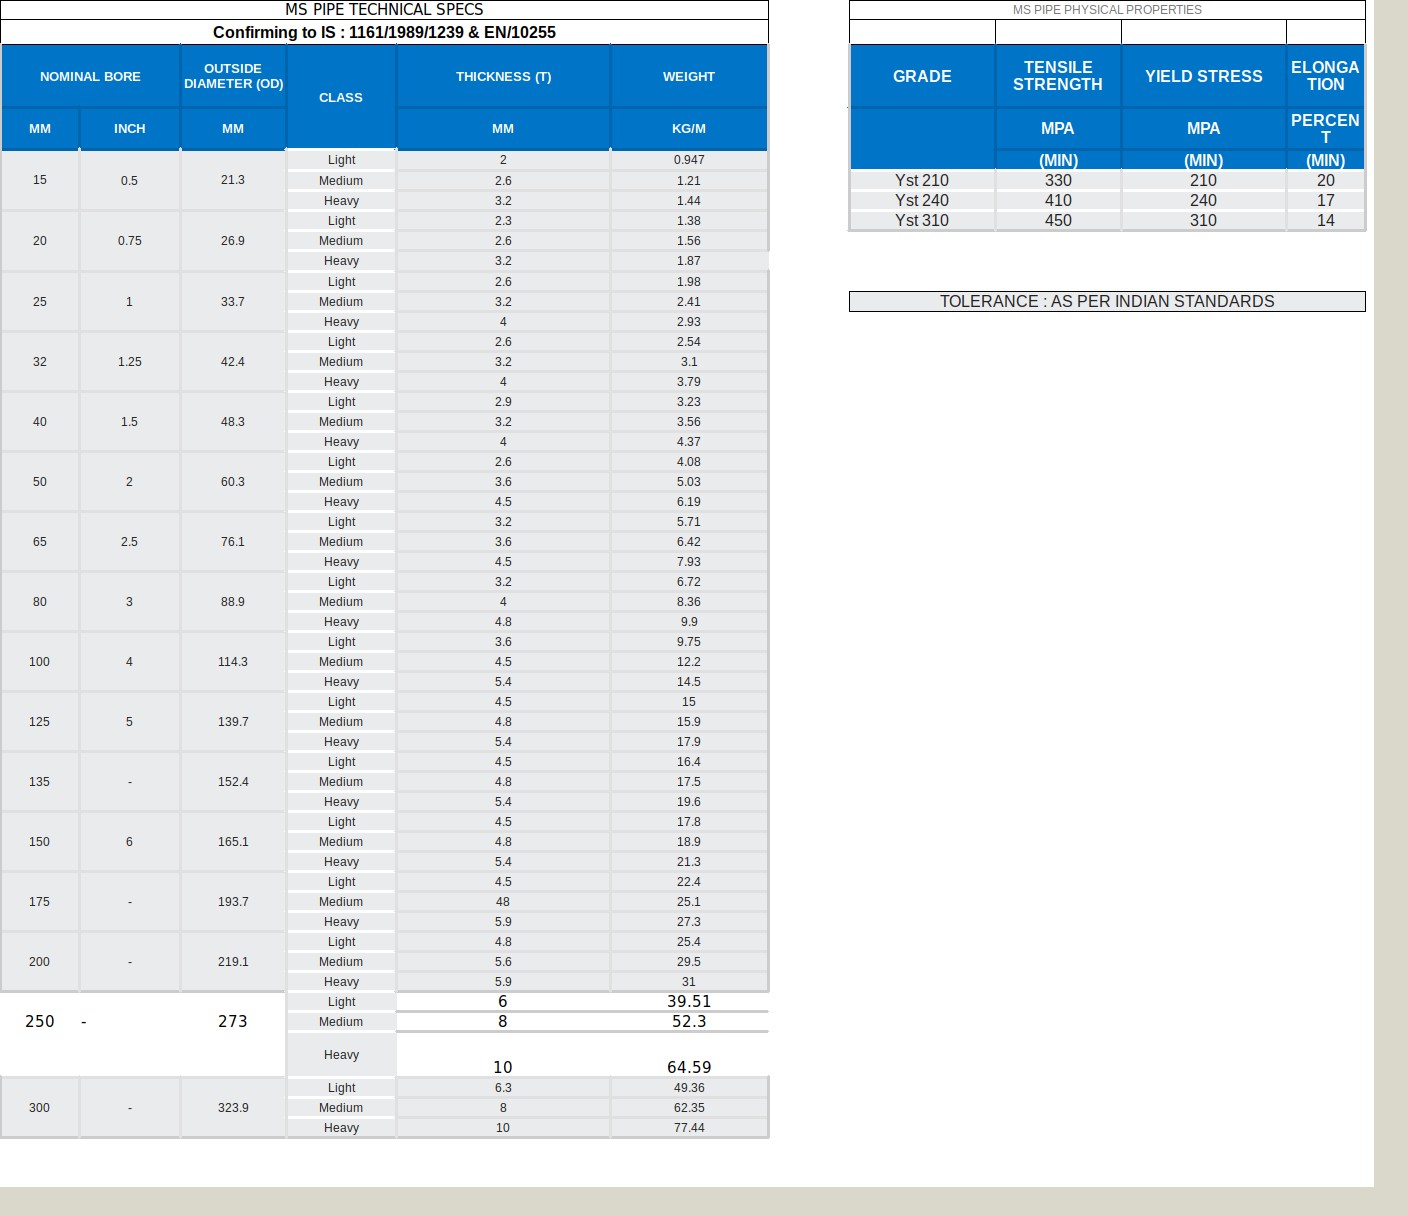 MS PIPE TECHNICAL SPECS
Confirming to IS : 1161/1989/1239 & EN/10255
NOMINAL BORE OUTSIDE DIAMETER (OD) CLASS THICKNESS (T) WEIGHT
MM INCH MM MM KG/M
15 0.5 21.3 Light 2 0.947
Medium 2.6 1.21
Heavy 3.2 1.44
20 0.75 26.9 Light 2.3 1.38
Medium 2.6 1.56
Heavy 3.2 1.87
25 1 33.7 Light 2.6 1.98
Medium 3.2 2.41
Heavy 4 2.93
32 1.25 42.4 Light 2.6 2.54
Medium 3.2 3.1
Heavy 4 3.79
40 1.5 48.3 Light 2.9 3.23
Medium 3.2 3.56
Heavy 4 4.37
50 2 60.3 Light 2.6 4.08
Medium 3.6 5.03
Heavy 4.5 6.19
65 2.5 76.1 Light 3.2 5.71
Medium 3.6 6.42
Heavy 4.5 7.93
80 3 88.9 Light 3.2 6.72
Medium 4 8.36
Heavy 4.8 9.9
100 4 114.3 Light 3.6 9.75
Medium 4.5 12.2
Heavy 5.4 14.5
125 5 139.7 Light 4.5 15
Medium 4.8 15.9
Heavy 5.4 17.9
135 - 152.4 Light 4.5 16.4
Medium 4.8 17.5
Heavy 5.4 19.6
150 6 165.1 Light 4.5 17.8
Medium 4.8 18.9
Heavy 5.4 21.3
175 - 193.7 Light 4.5 22.4
Medium 48 25.1
Heavy 5.9 27.3
200 - 219.1 Light 4.8 25.4
Medium 5.6 29.5
Heavy 5.9 31
250 - 273 Light 6 39.51
Medium 8 52.3
Heavy 10 64.59
300 - 323.9 Light 6.3 49.36
Medium 8 62.35
Heavy 10 77.44
MS PIPE PHYSICAL PROPERTIES
GRADE TENSILE STRENGTH YIELD STRESS ELONGA
TION
MPA MPA PERCEN
T
(MIN) (MIN) (MIN)
Yst 210 330 210 20
Yst 240 410 240 17
Yst 310 450 310 14
TOLERANCE : AS PER INDIAN STANDARDS